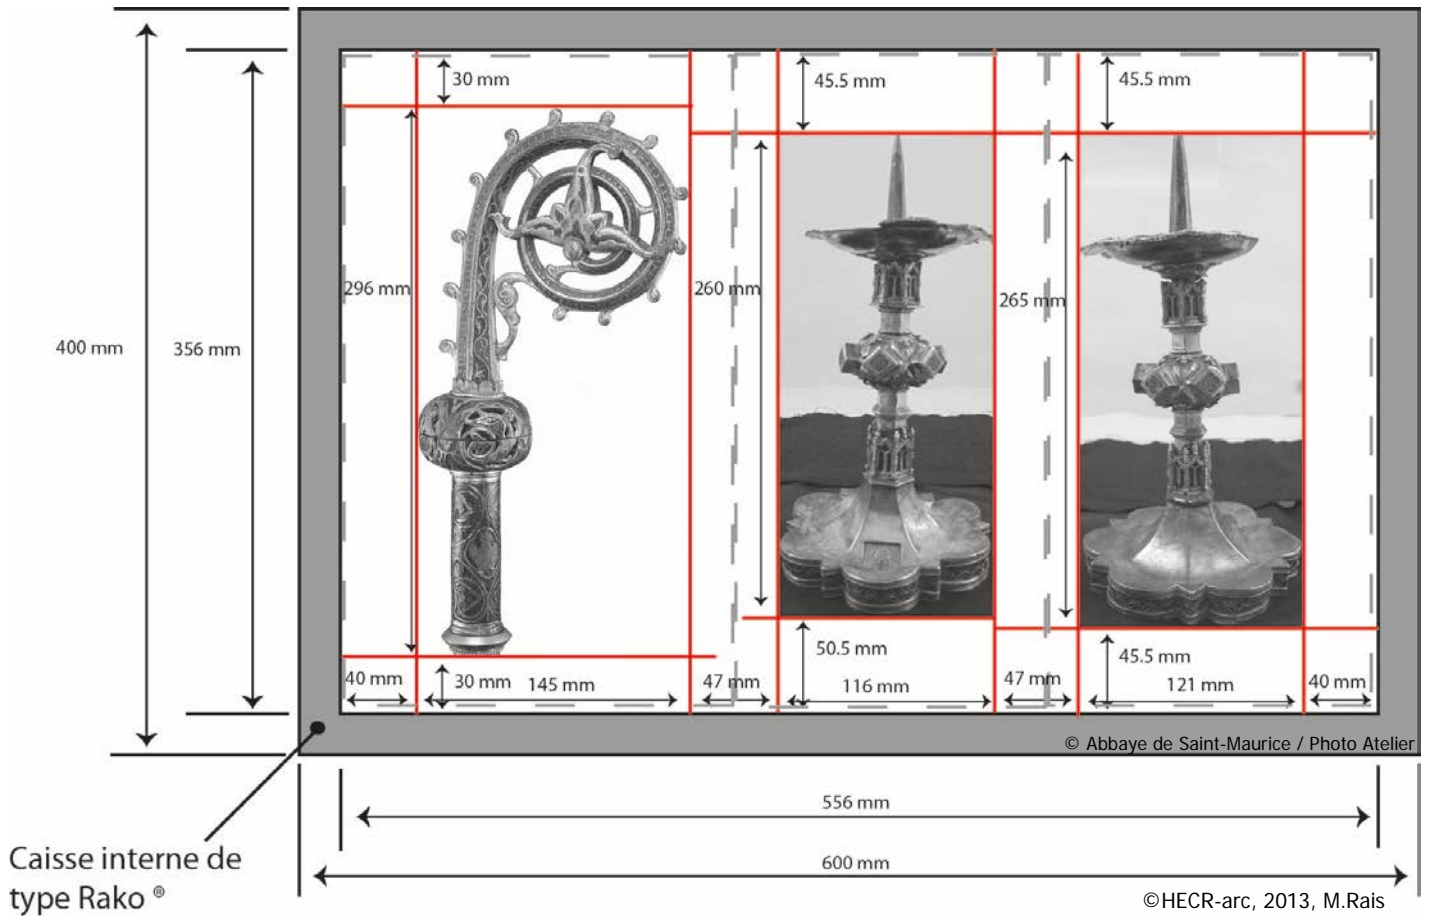 30 mm
45.5 mm
45.5 mm
296 mm
260 mm
265 mm
400 mm
356 mm
50.5 mm
45.5 mm
40 mm
30 mm
145 mm
47 mm
116 mm
47 mm
121 mm
40 mm
© Abbaye de Saint-Maurice / Photo Atelier
556 mm
600 mm
Caisse interne de
type Rako ®
©HECR-arc, 2013, M.Rais